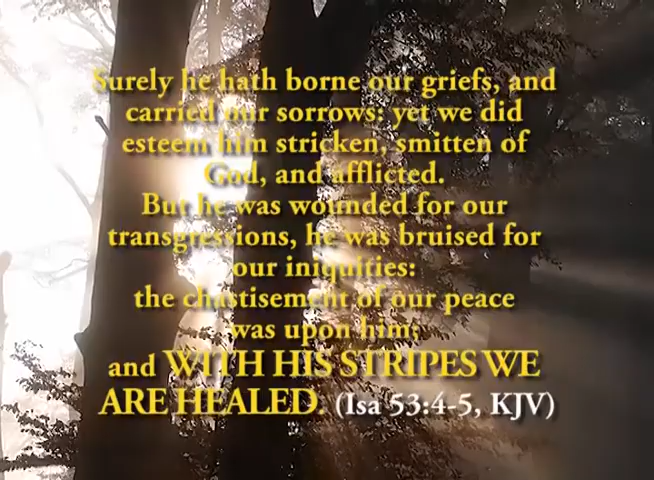 Surely he hath borne our griefs, and
carried our sorrows: yet we did
esteem him stricken, smitten of
God, and afflicted.
But he was wounded for our
transgressions, he was bruised for
our iniquities:
the chastisement of our peace
was upon him;
and WITH HIS STRIPES WE
ARE HEALED. (Isa 53:4-5, KJV)